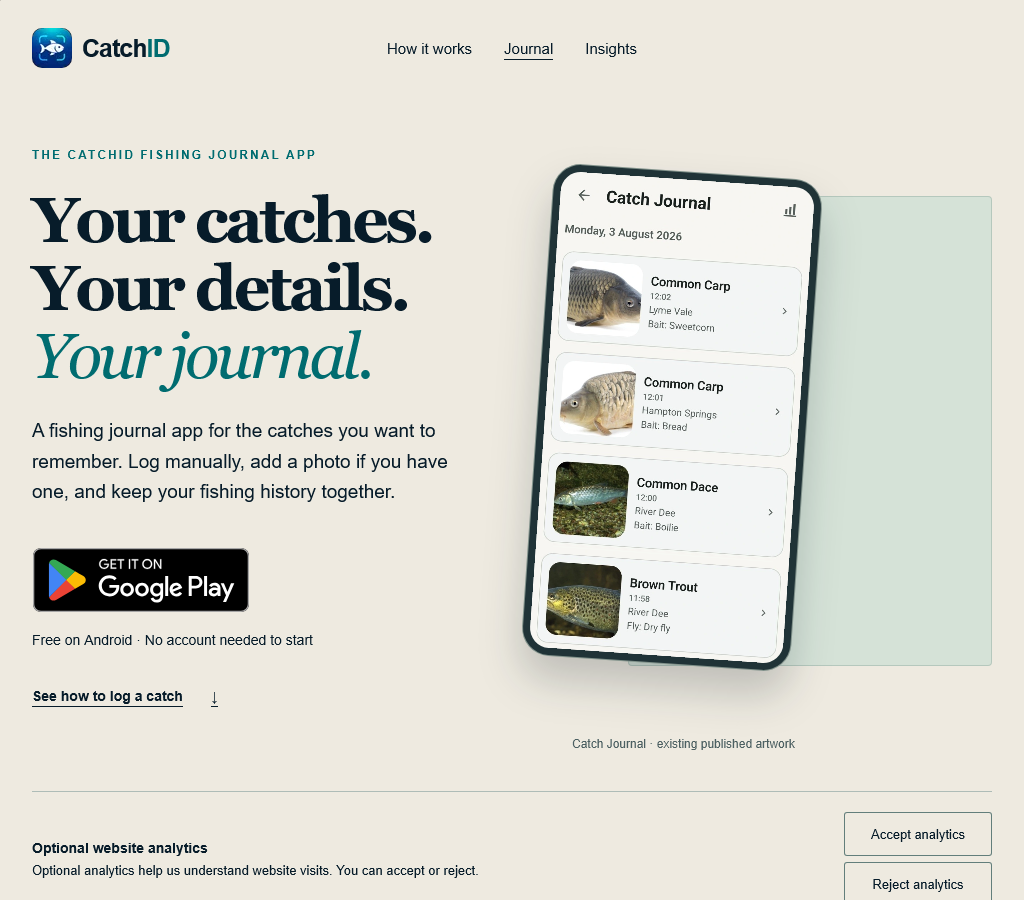 CatchID
How it works
Journal
Insights
THE CATCHID FISHING JOURNAL APP
Your catches.
Your details.
Your journal.
A fishing journal app for the catches you want to
remember. Log manually, add a photo if you have
one, and keep your fishing history together.
GET IT ON
Google Play
Free on Android · No account needed to start
See how to log a catch ↓
Catch Journal
Monday, 3 August 2026
Common Carp
12:02
Lyme Vale
Bait: Sweetcorn
Common Carp
12:01
Hampton Springs
Bait: Bread
Common Dace
12:00
River Dee
Bait: Boilie
Brown Trout
11:58
River Dee
Fly: Dry fly
Catch Journal · existing published artwork
Optional website analytics
Optional analytics help us understand website visits. You can accept or reject.
Accept analytics
Reject analytics